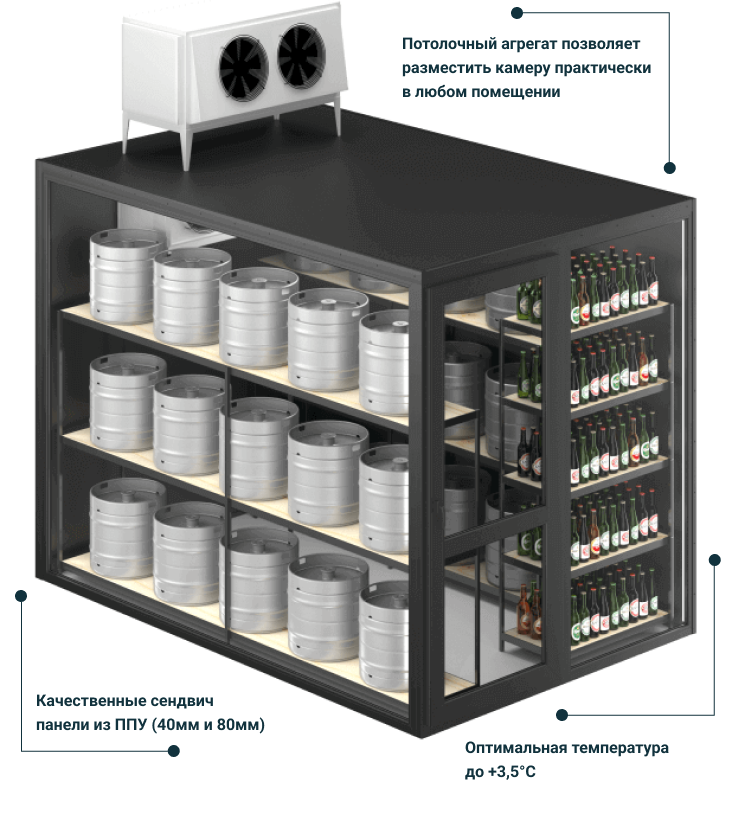 Потолочный агрегат позволяет
разместить камеру практически
в любом помещении
Качественные сендвич
панели из ППУ (40мм и 80мм)
Оптимальная температура
до +3,5°C